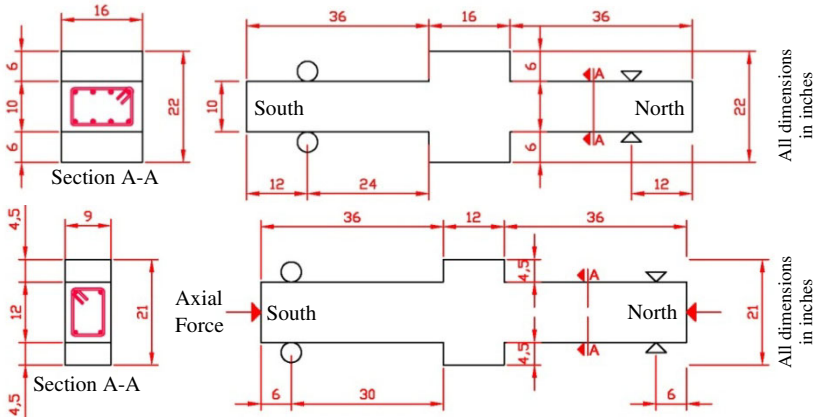 16
36
16
36
6
10
6
22
10
South
North
A
A
6
6
22
All dimensions
in inches
Section A-A
12
24
12
4,5
9
12
4,5
21
36
12
36
4,5
4,5
Axial
Force
South
North
A
A
21
All dimensions
in inches
Section A-A
6
30
6